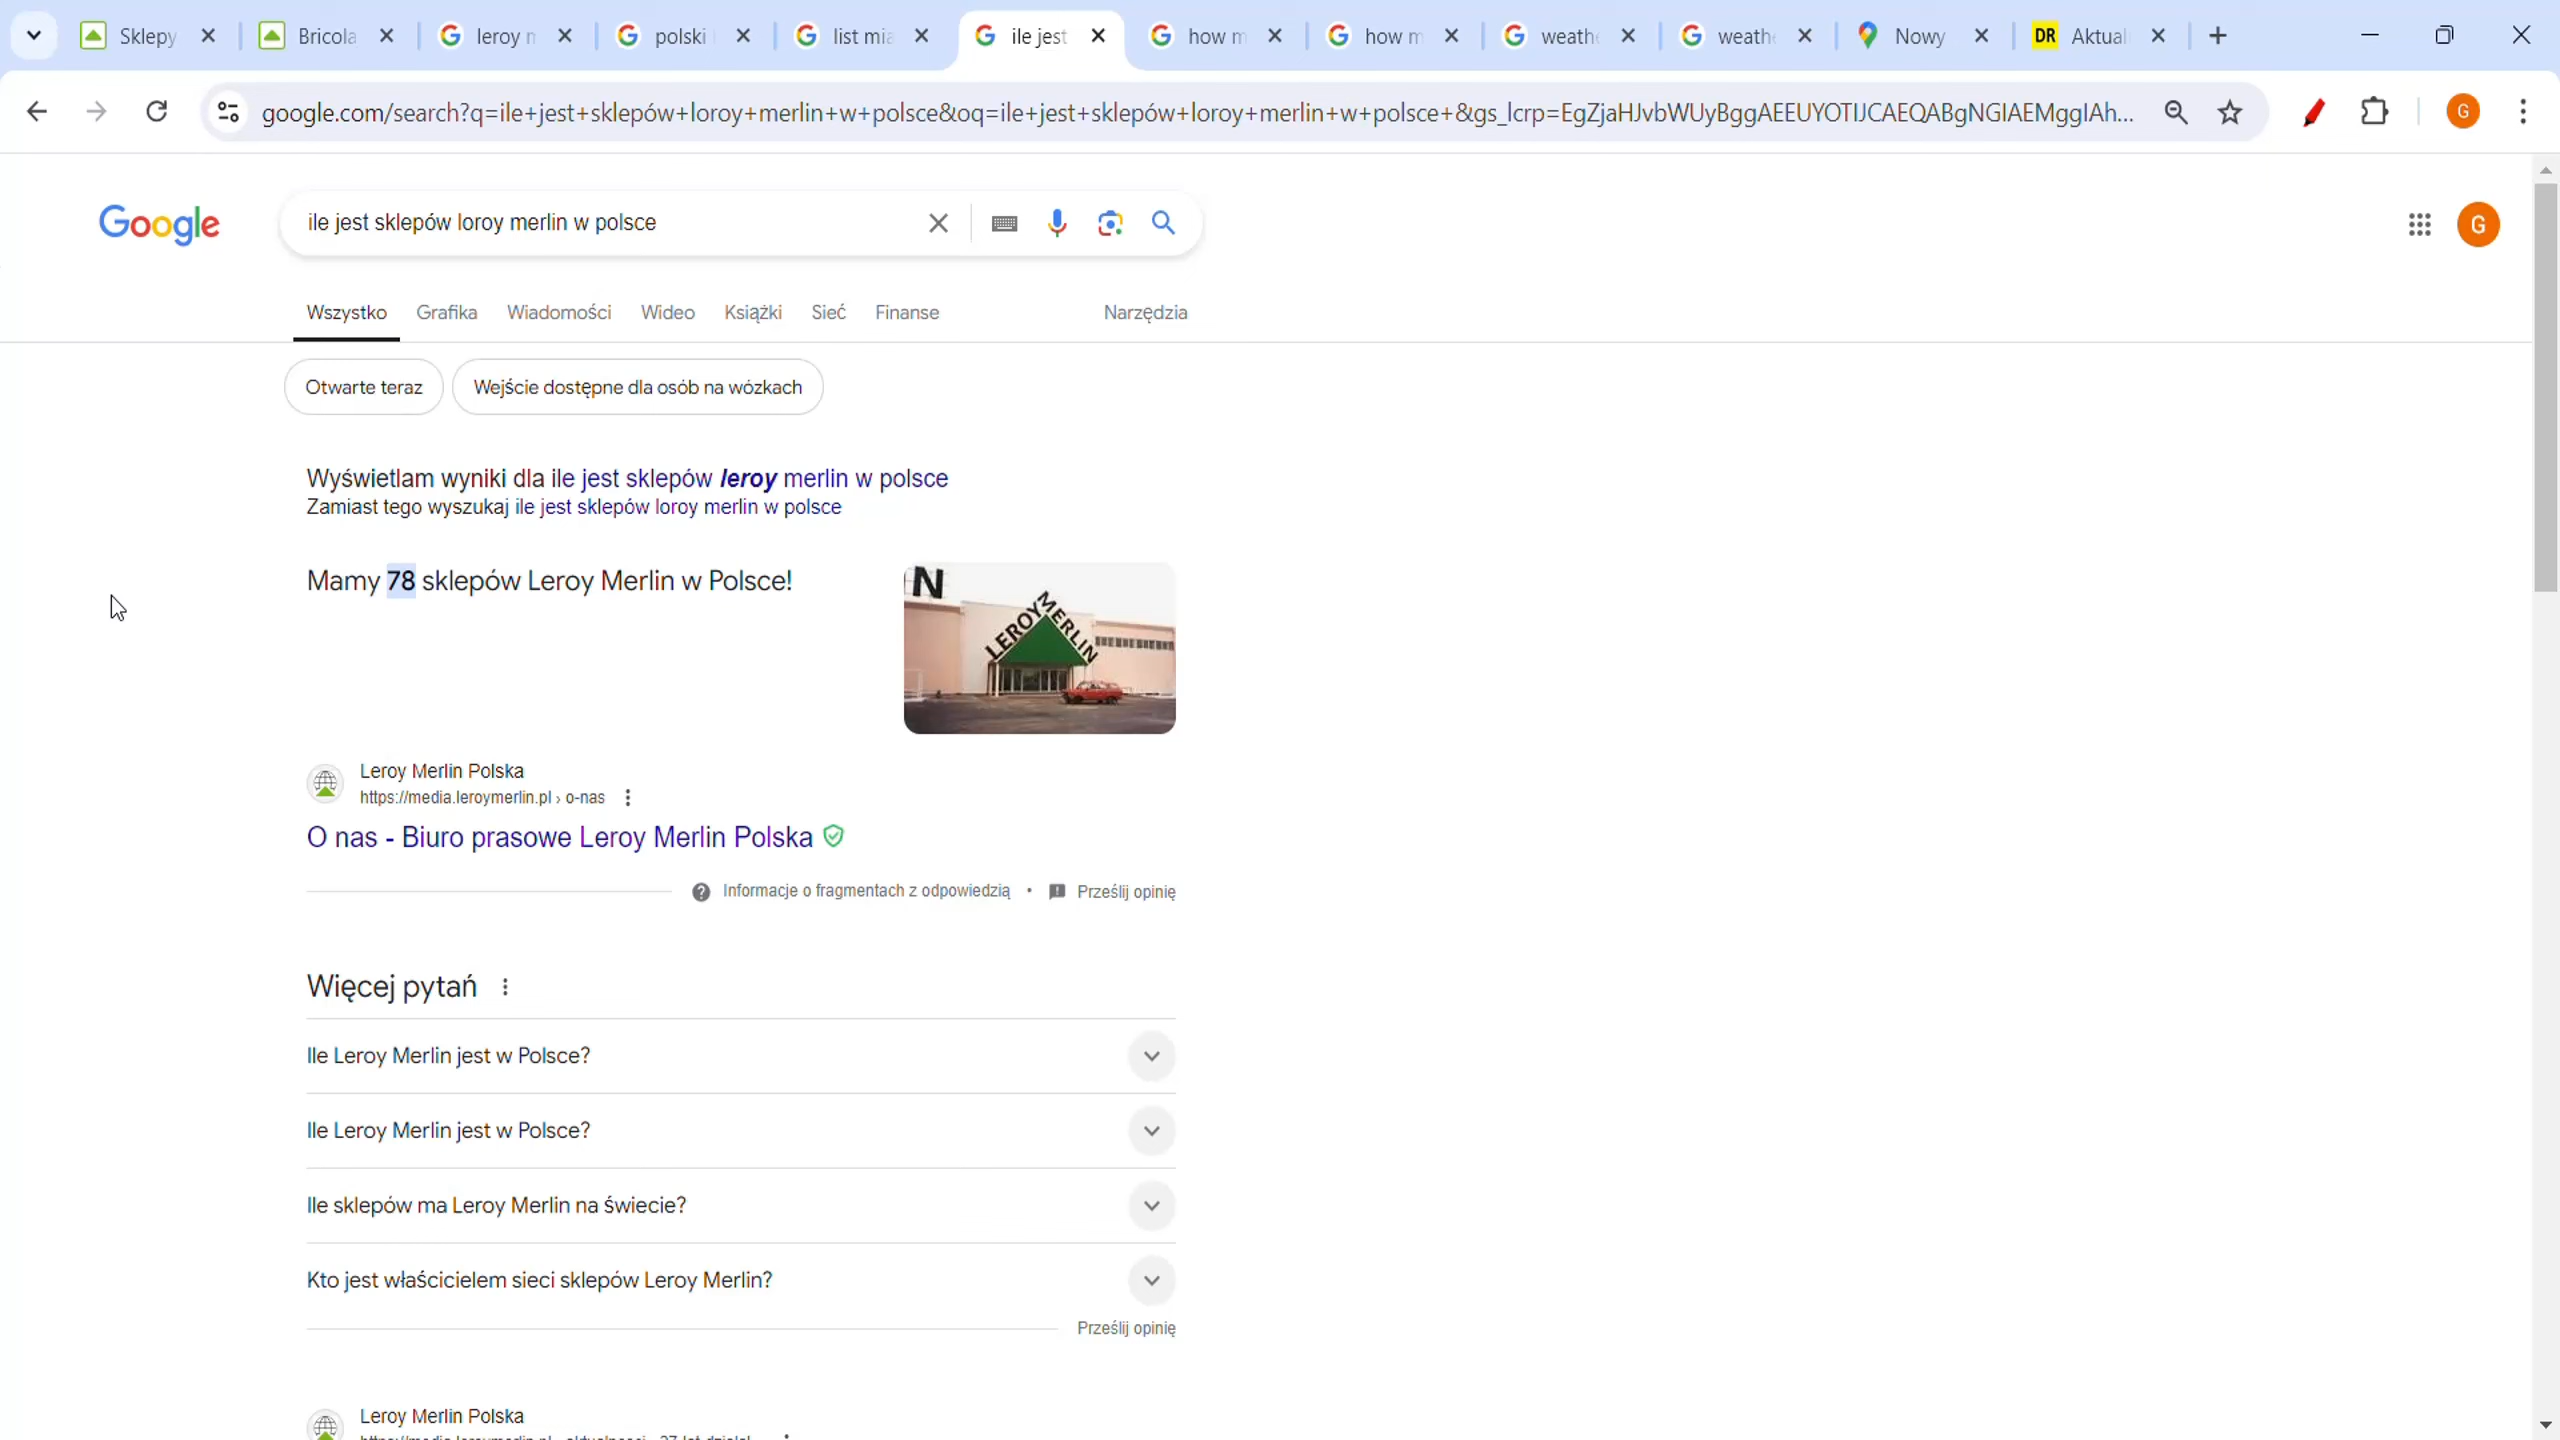 Sklepy
Bricola
leroy m
polski
list mia
ile jest
how m
how m
weath
weath
Nowy
DR Aktual
google.com/search?q=ile+jest+sklepów+loroy+merlin+w+polsce&oq=ile+jest+sklepów+loroy+merlin+w+polsce+&gs_lcrp=EgZjaHJvbWUyBggAEEUYOTIJCAEQABgNGIAEMggIAh...
G
Google
ile jest sklepów loroy merlin w polsce
G
Wszystko Grafika Wiadomości Wideo Książki Sieć Finanse Narzędzia
Otwarte teraz
Wejście dostępne dla osób na wózkach
Wyświetlam wyniki dla ile jest sklepów leroy merlin w polsce
Zamiast tego wyszukaj ile jest sklepów loroy merlin w polsce
Mamy 78 sklepów Leroy Merlin w Polsce!
N
LEROY MERLIN
Leroy Merlin Polska
https://media.leroymerlin.pl › o-nas
O nas - Biuro prasowe Leroy Merlin Polska
Informacje o fragmentach z odpowiedzią • Prześlij opinię
Więcej pytań
Ile Leroy Merlin jest w Polsce?
Ile Leroy Merlin jest w Polsce?
Ile sklepów ma Leroy Merlin na świecie?
Kto jest właścicielem sieci sklepów Leroy Merlin?
Prześlij opinię
Leroy Merlin Polska